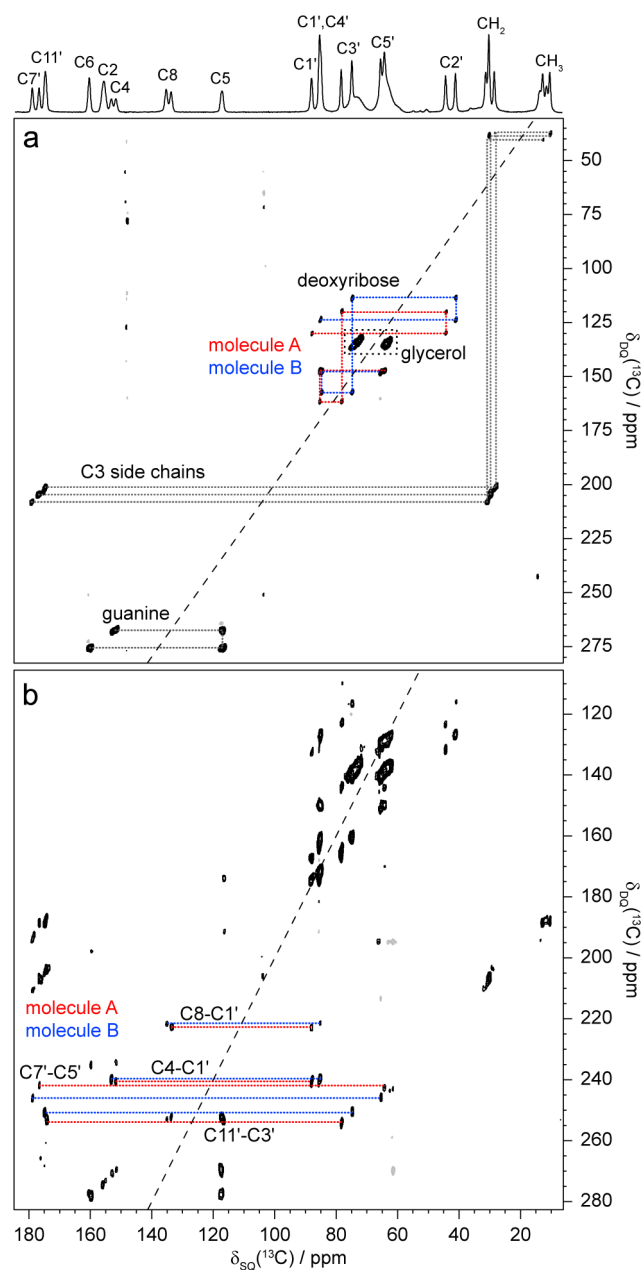 C7' C11' C6 C2 C4 C8 C5 C1' C1',C4' C3' C5' C2' CH2 CH3
a
50
75
deoxyribose
100
molecule A
125
molecule B
glycerol
150
δDQ(13C) / ppm
175
C3 side chains
200
225
250
guanine
275
b
120
140
160
180
δDQ(13C) / ppm
200
molecule A
molecule B
C8-C1'
220
C7'-C5'
C4-C1'
240
C11'-C3'
260
280
180 160 140 120 100 80 60 40 20
δSQ(13C) / ppm